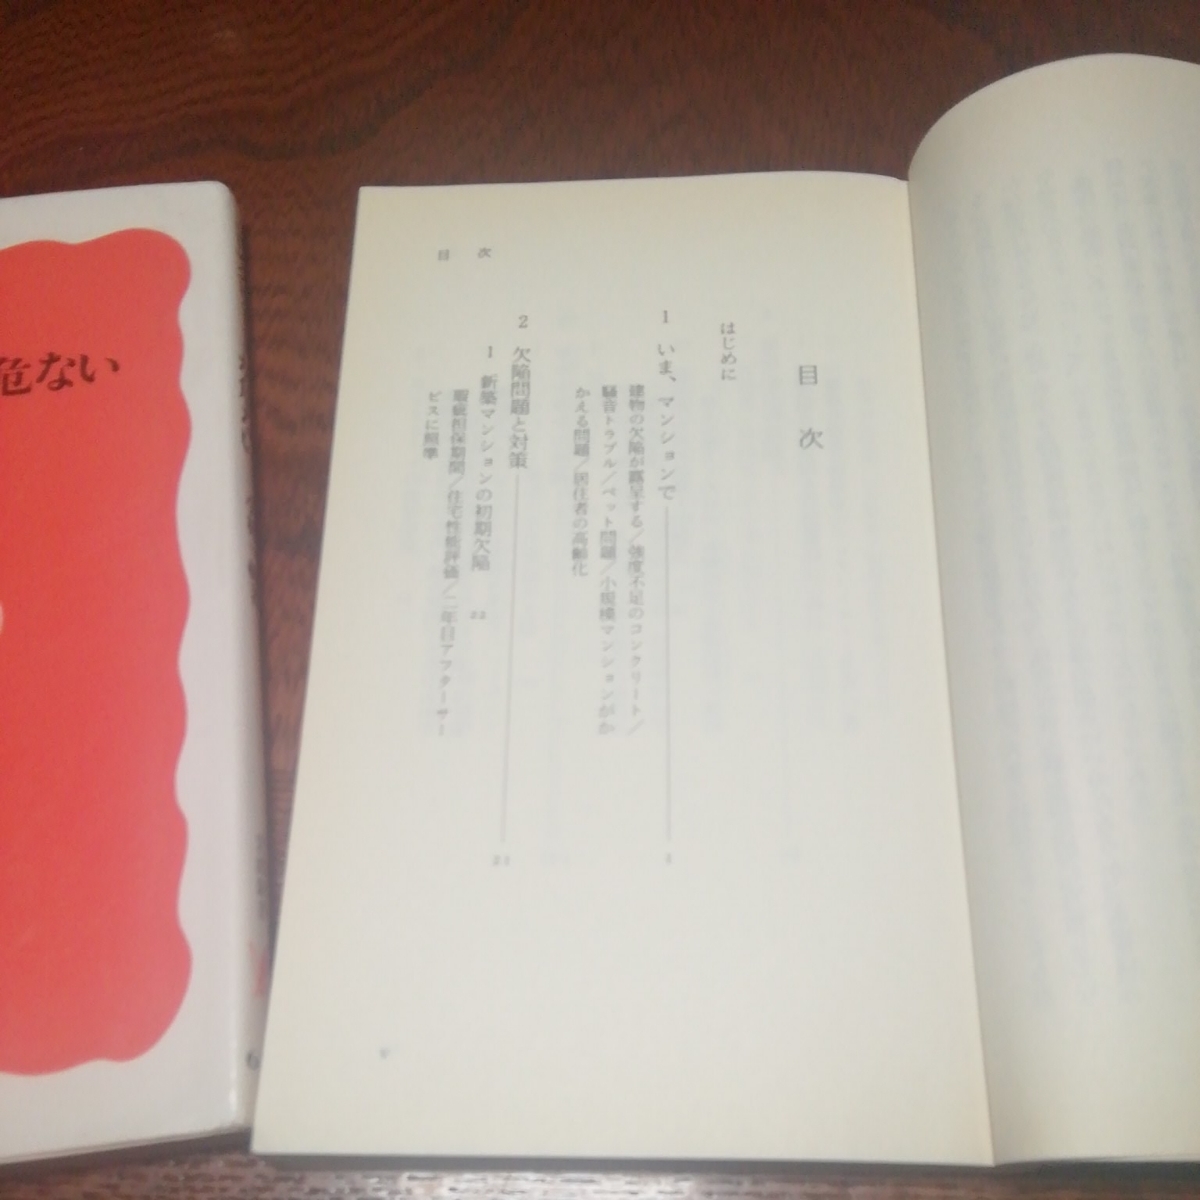 危ない
目次
目次
はじめに
1 いま、マンションで
建物の欠陥が露呈する/強度不足のコンクリート/
騒音トラブル/ペット問題/小規模マンションがか
かえる問題/居住者の高齢化
1
2 欠陥問題と対策
1 新築マンションの初期欠陥 22
瑕疵担保期間/住宅性能評価/二年目アフターサー
ビスに照準
21
v